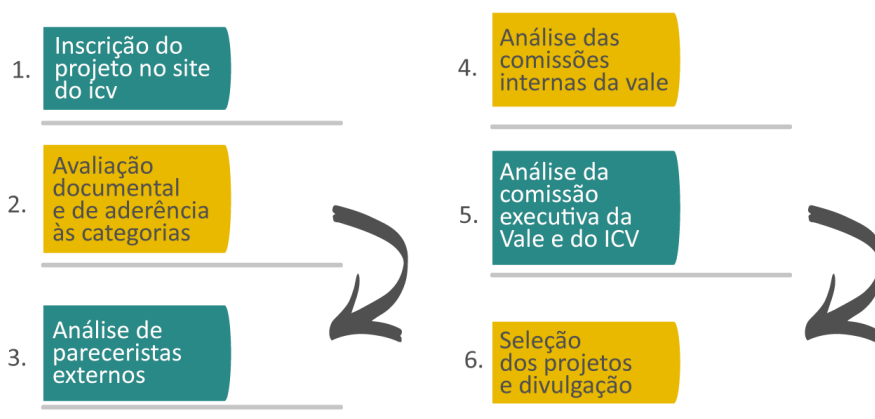 1.
Inscrição do
projeto no site
do icv
2.
Avaliação
documental
e de aderência
às categorias
3.
Análise de
pareceristas
externos
4.
Análise das
comissões
internas da vale
5.
Análise da
comissão
executiva da
Vale e do ICV
6.
Seleção
dos projetos
e divulgação